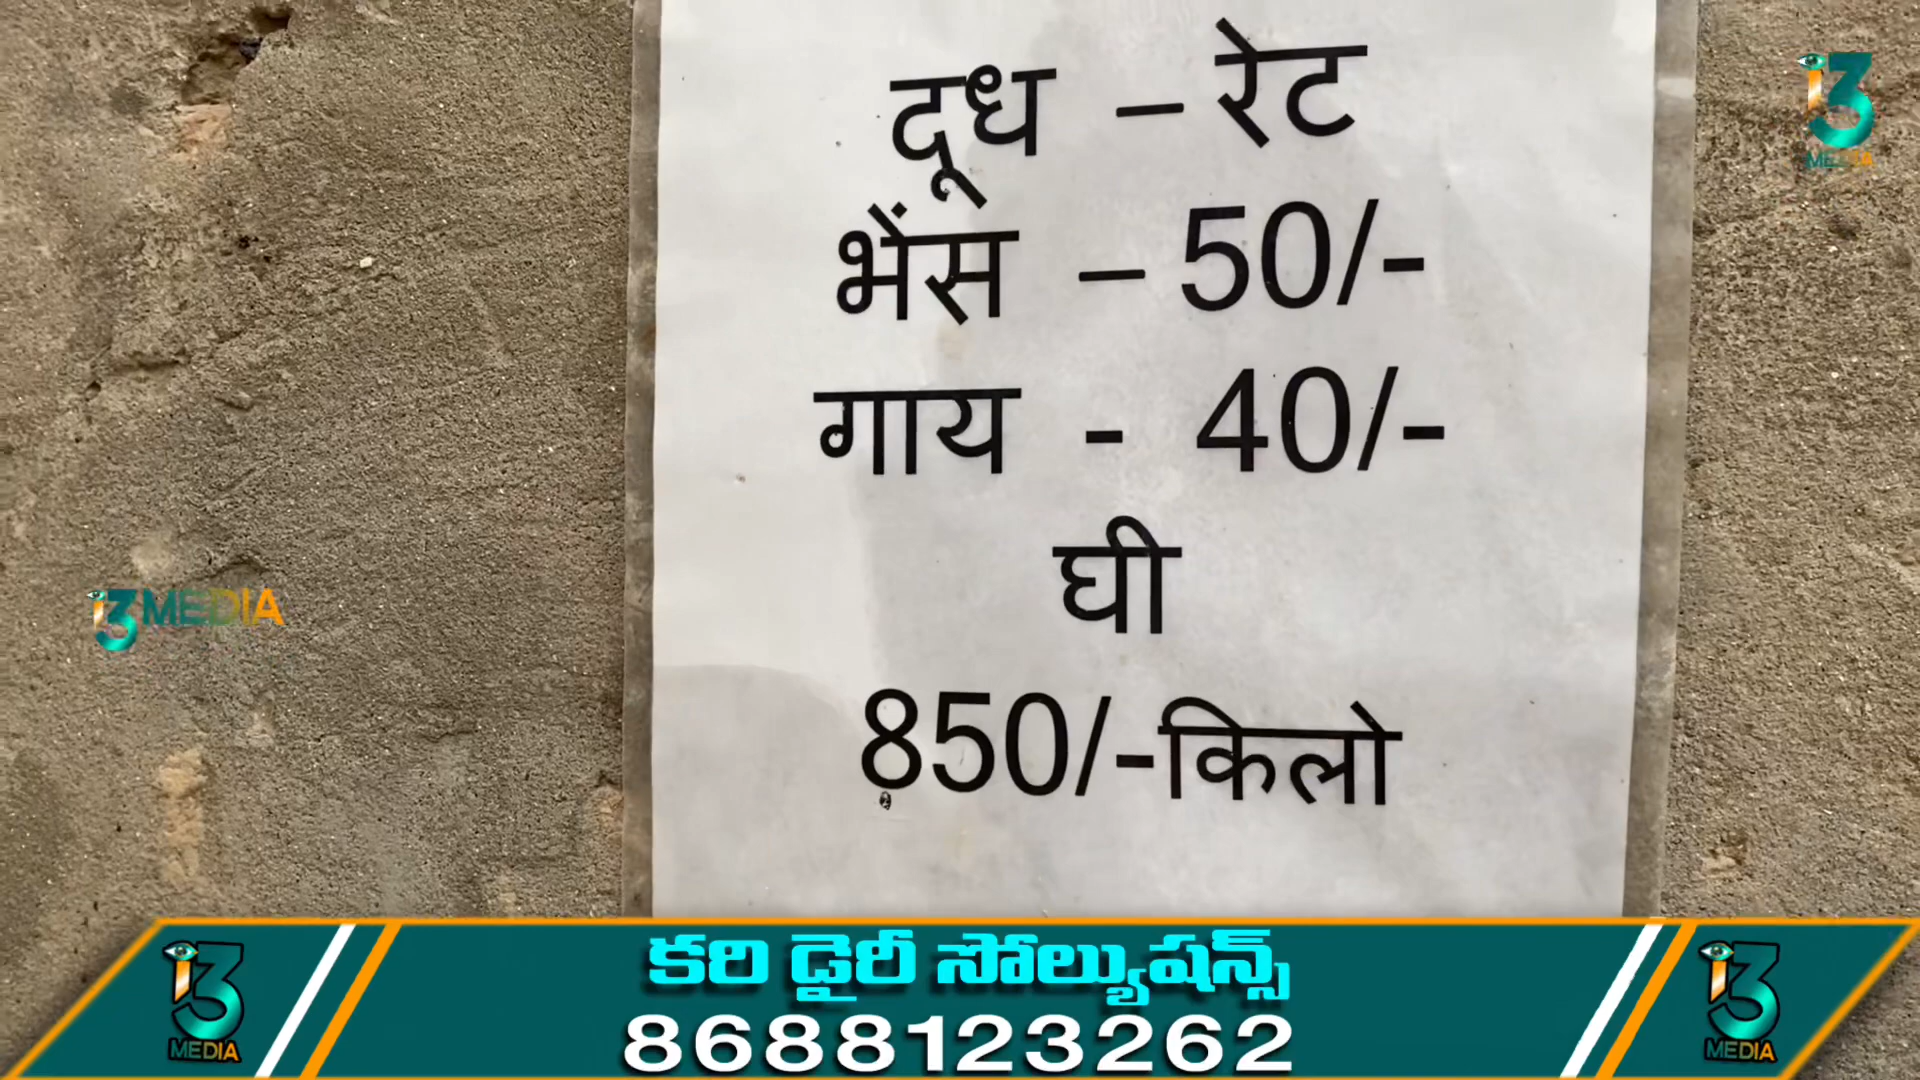 दूध – रेट
भैंस – 50/-
गाय - 40/-
घी
850/-किलो
i3 MEDIA
i3 MEDIA
కరి డైరీ సోల్యుషన్స్
8688123262
i3 MEDIA
i3 MEDIA